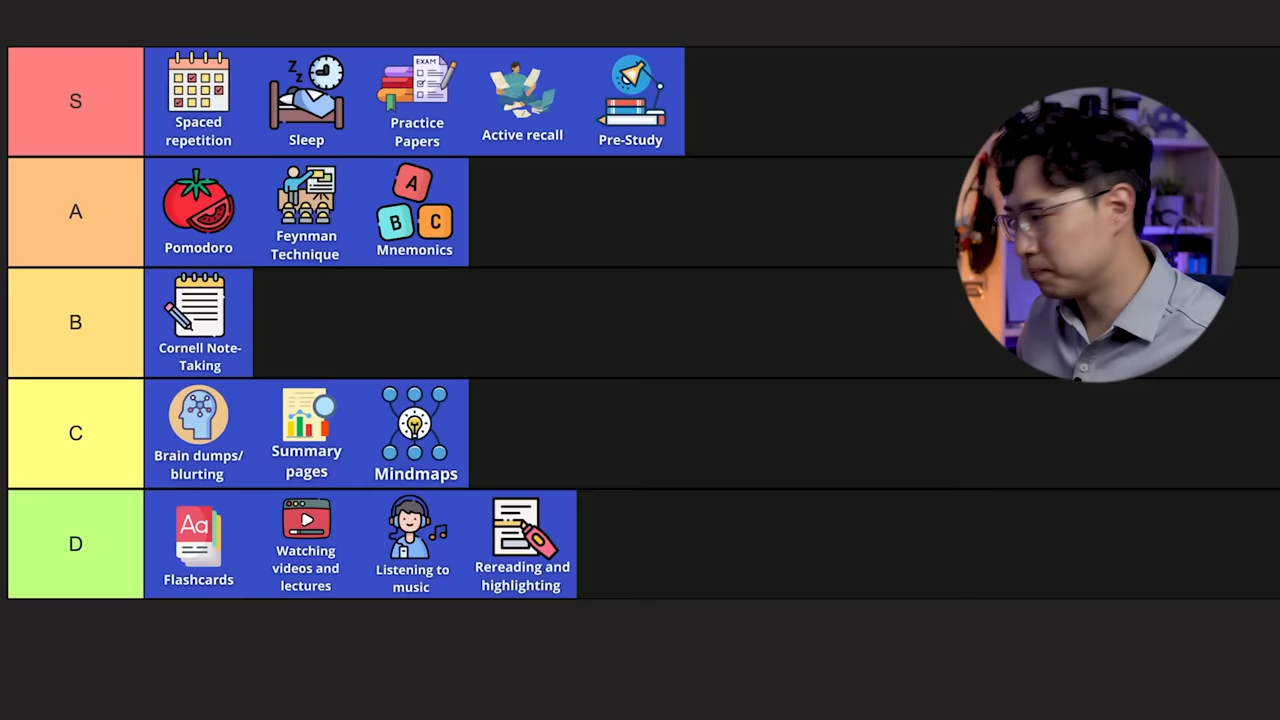 S
Spaced
repetition
Z
Z
Z
Sleep
EXAM
Practice
Papers
Active recall
Pre-Study
A
Pomodoro
Feynman
Technique
A
B
C
Mnemonics
B
Cornell Note-
Taking
C
Brain dumps/
blurting
Summary
pages
Mindmaps
D
Aa
Flashcards
Watching
videos and
lectures
Listening to
music
Rereading and
highlighting